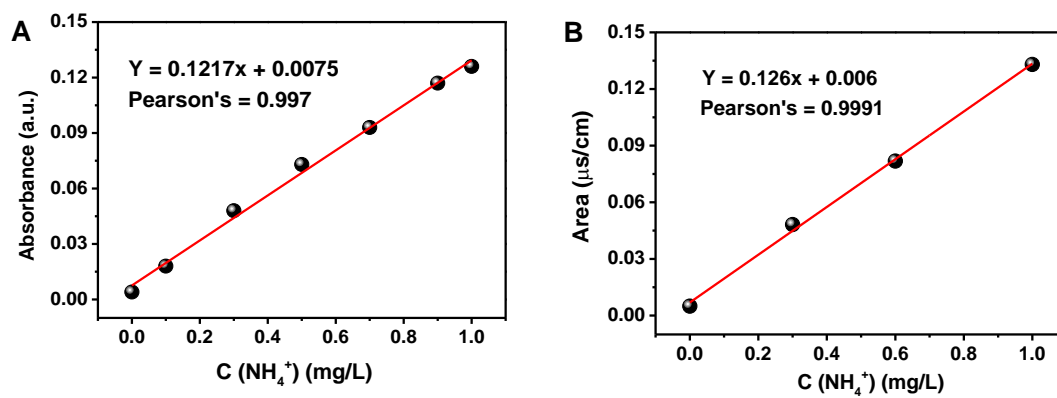 A
Y = 0.1217x + 0.0075
Pearson's = 0.997
Absorbance (a.u.)
0.15
0.12
0.09
0.06
0.03
0.00
0.0 0.2 0.4 0.6 0.8 1.0
C (NH₄⁺) (mg/L)
B
Y = 0.126x + 0.006
Pearson's = 0.9991
Area (μs/cm)
0.15
0.12
0.09
0.06
0.03
0.00
0.0 0.2 0.4 0.6 0.8 1.0
C (NH₄⁺) (mg/L)